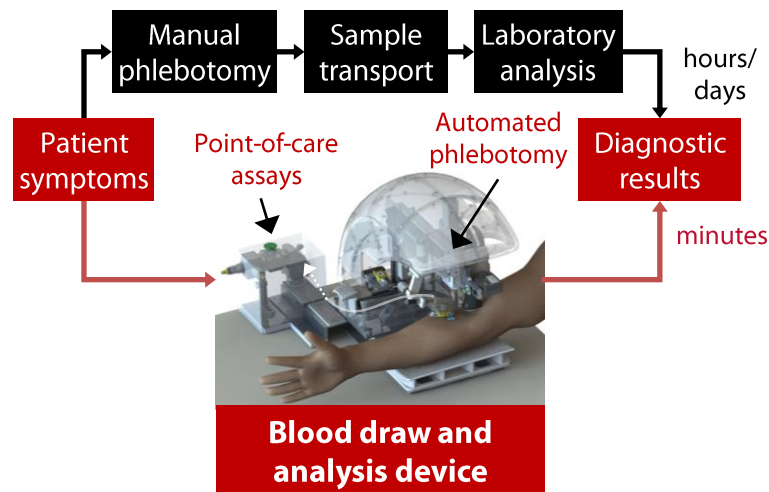 Manual
phlebotomy
Sample
transport
Laboratory
analysis
hours/
days
Patient
symptoms
Point-of-care
assays
Automated
phlebotomy
Diagnostic
results
minutes
Blood draw and
analysis device